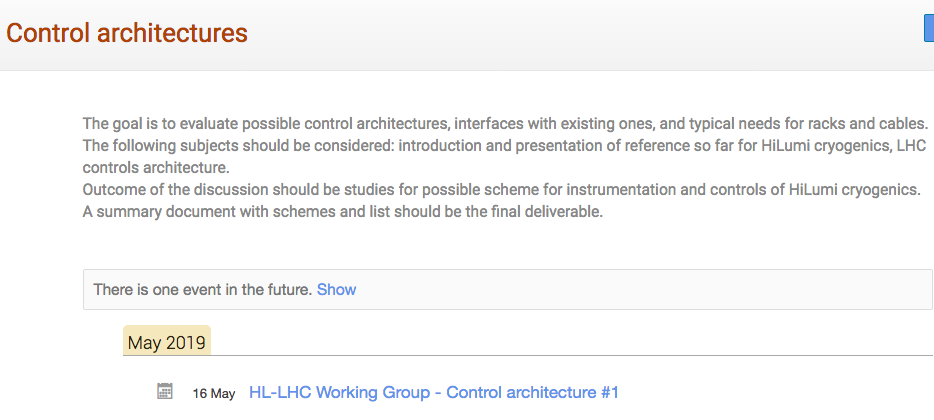 Control architectures
The goal is to evaluate possible control architectures, interfaces with existing ones, and typical needs for racks and cables.
The following subjects should be considered: introduction and presentation of reference so far for HiLumi cryogenics, LHC
controls architecture.
Outcome of the discussion should be studies for possible scheme for instrumentation and controls of HiLumi cryogenics.
A summary document with schemes and list should be the final deliverable.
There is one event in the future. Show
May 2019
16 May HL-LHC Working Group - Control architecture #1